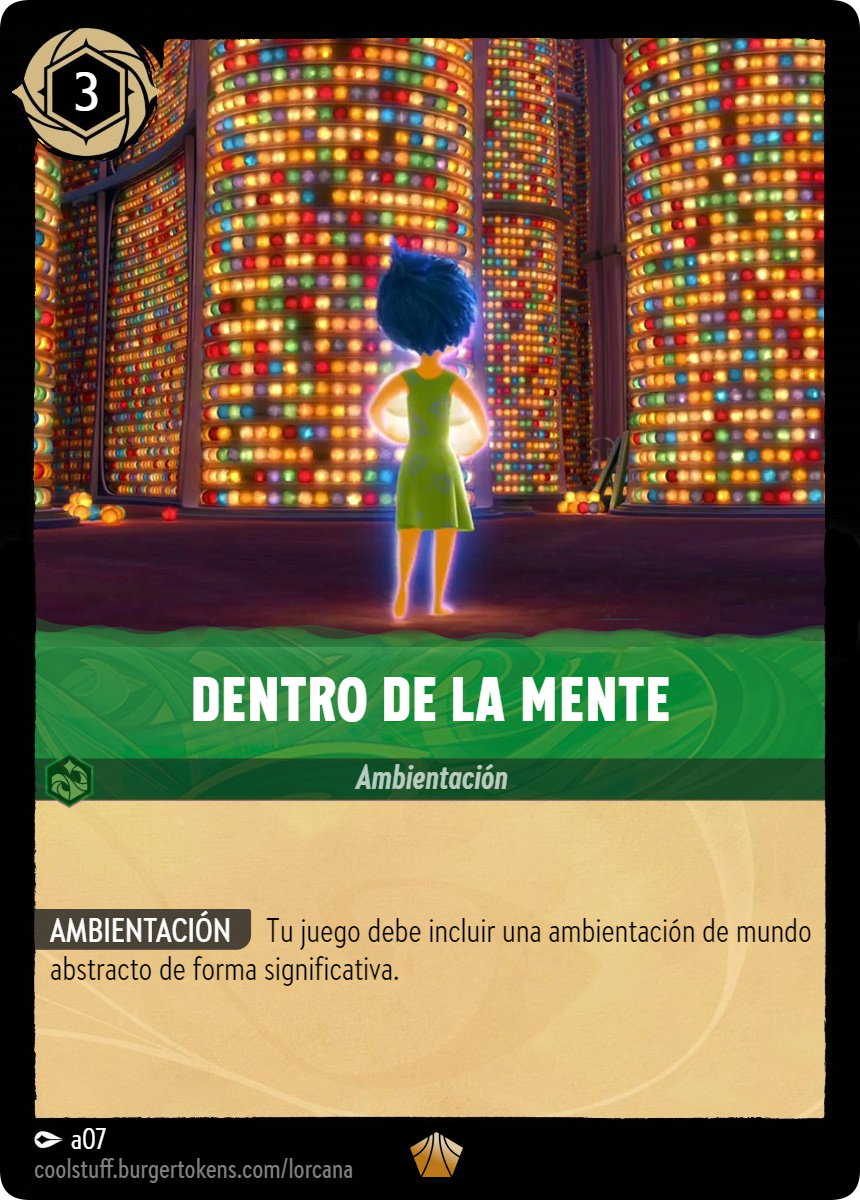 3
DENTRO DE LA MENTE
Ambientación
AMBIENTACIÓN Tu juego debe incluir una ambientación de mundo
abstracto de forma significativa.
a07
coolstuff.burgertokens.com/lorcana